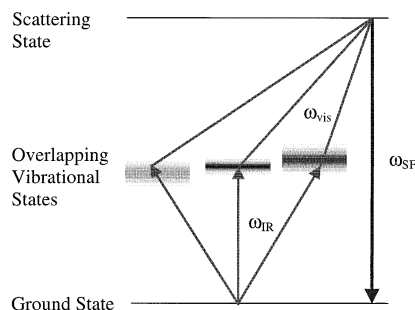 Scattering
State
ωvis
Overlapping
Vibrational
States
ωSF
ωIR
Ground State